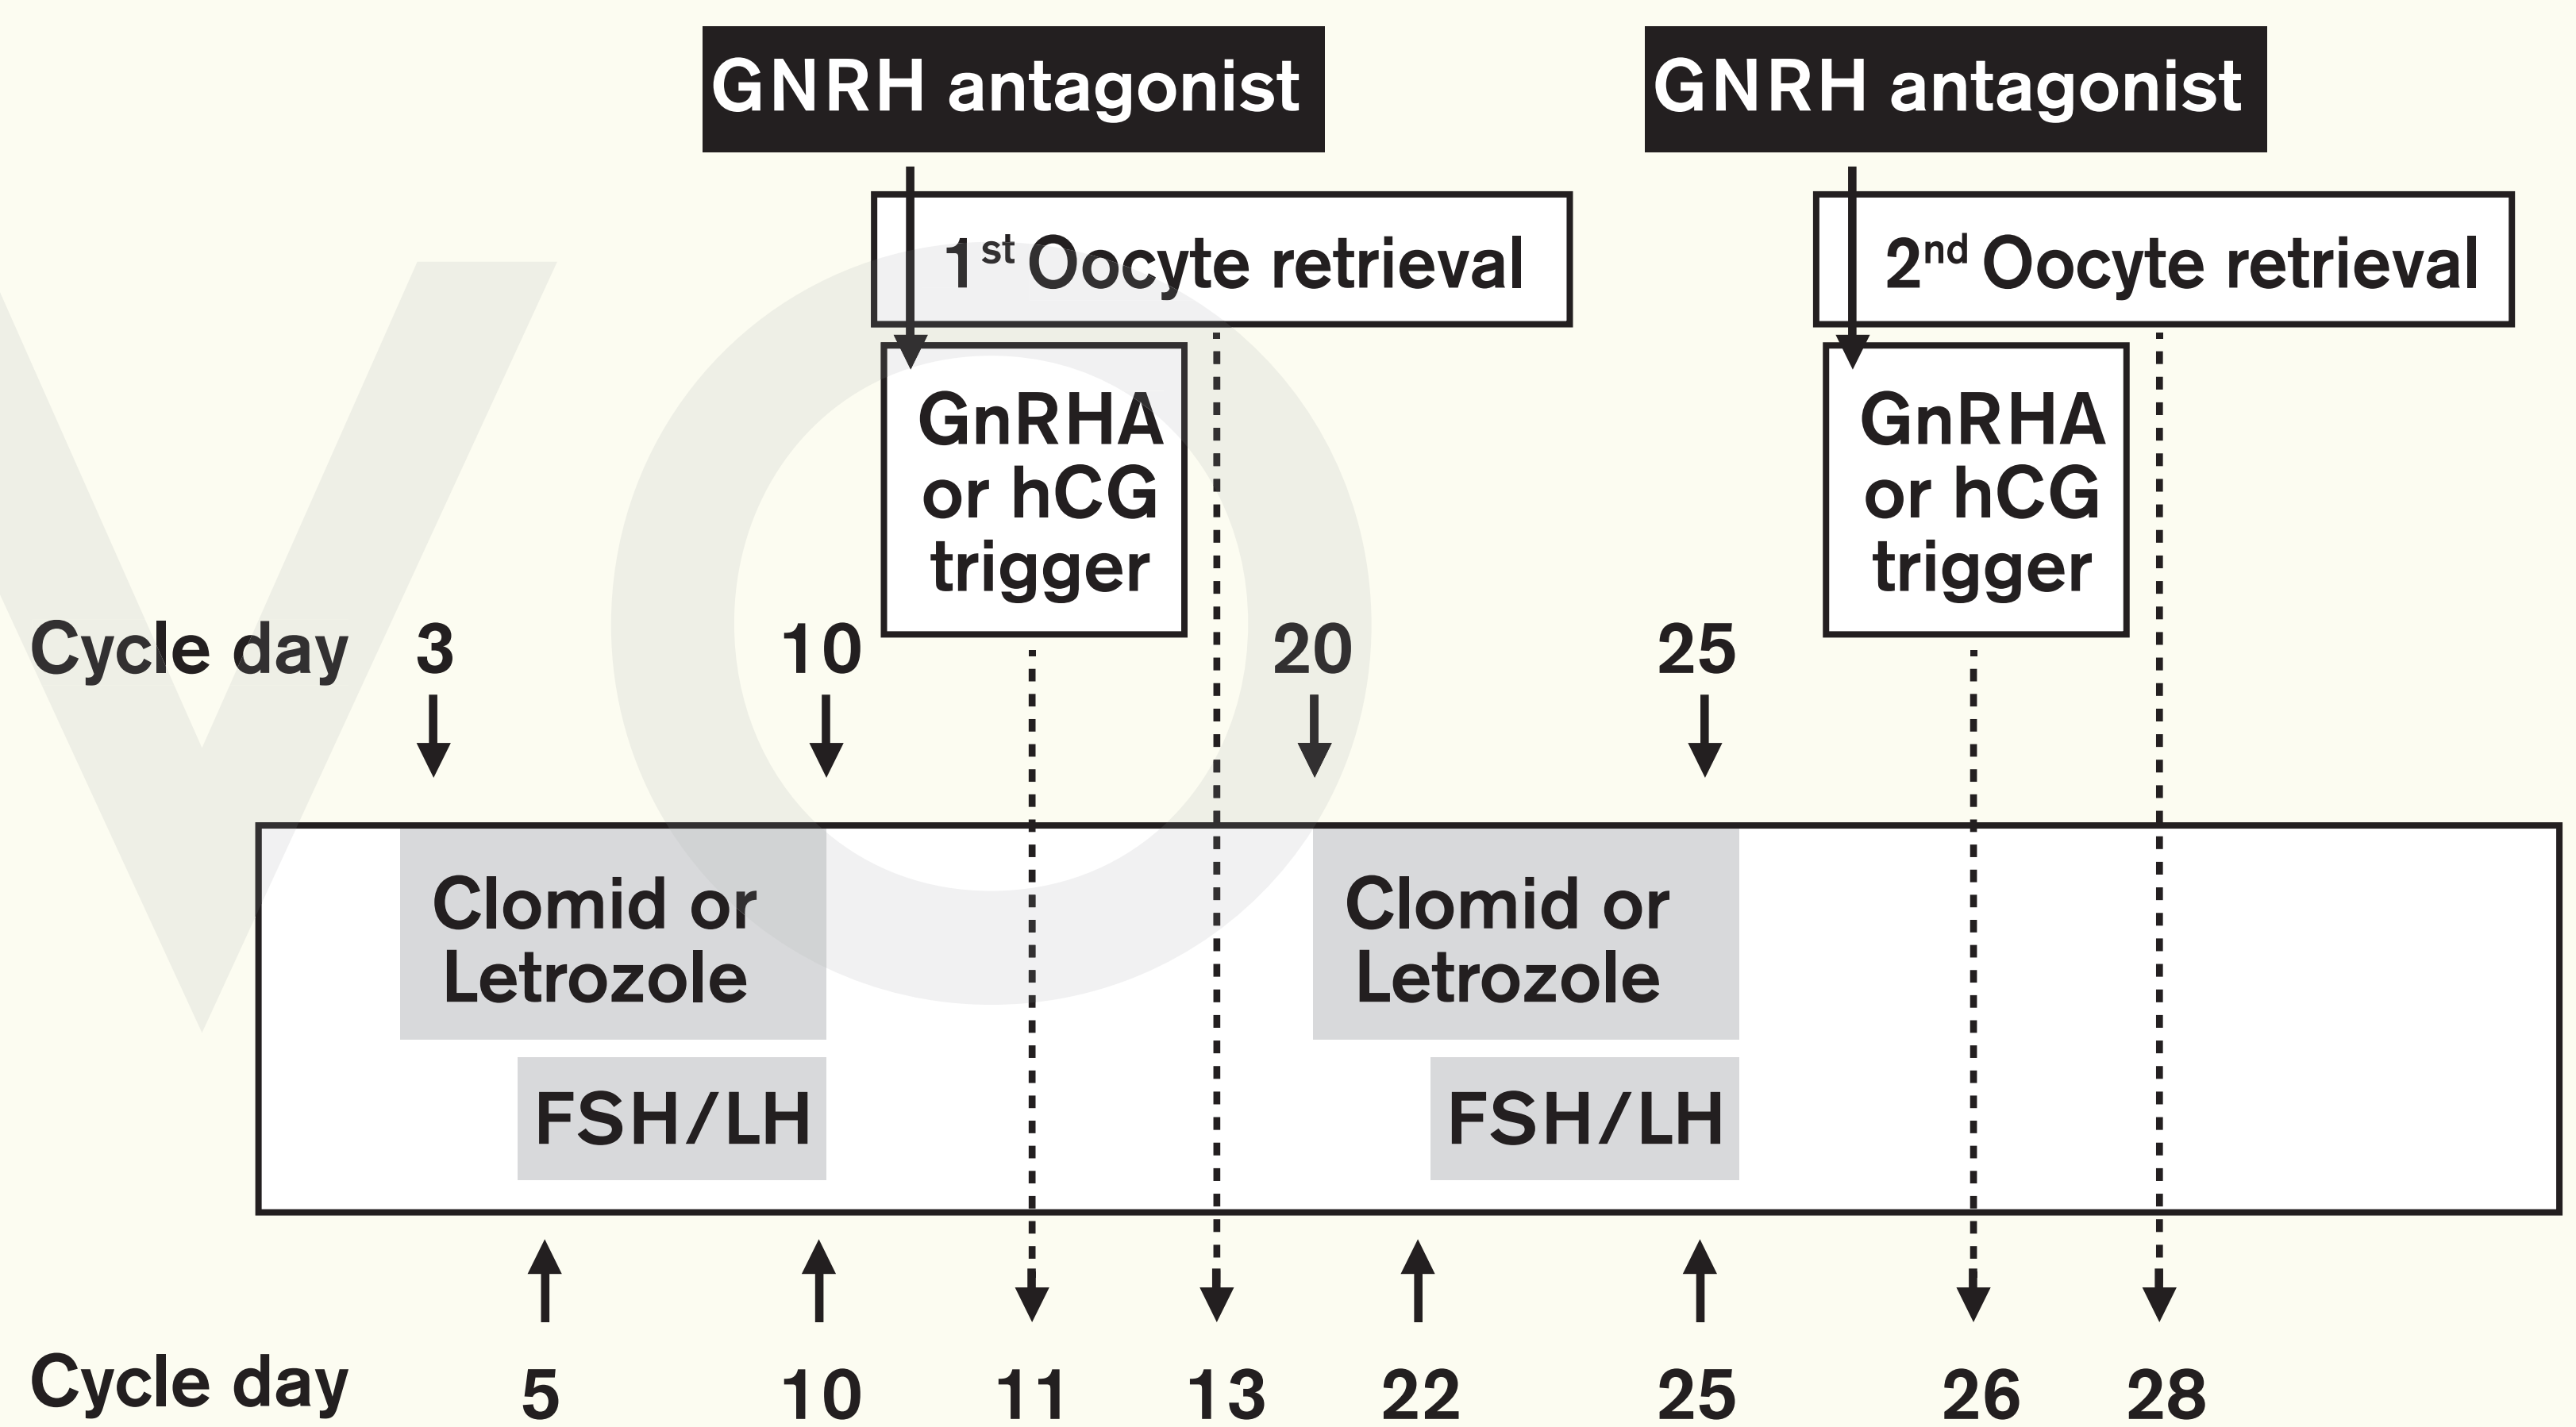 GNRH antagonist
GNRH antagonist
1st Oocyte retrieval
2nd Oocyte retrieval
GnRHA
or hCG
trigger
GnRHA
or hCG
trigger
Cycle day 3 10 20 25
Clomid or
Letrozole
Clomid or
Letrozole
FSH/LH
FSH/LH
Cycle day 5 10 11 13 22 25 26 28
VO